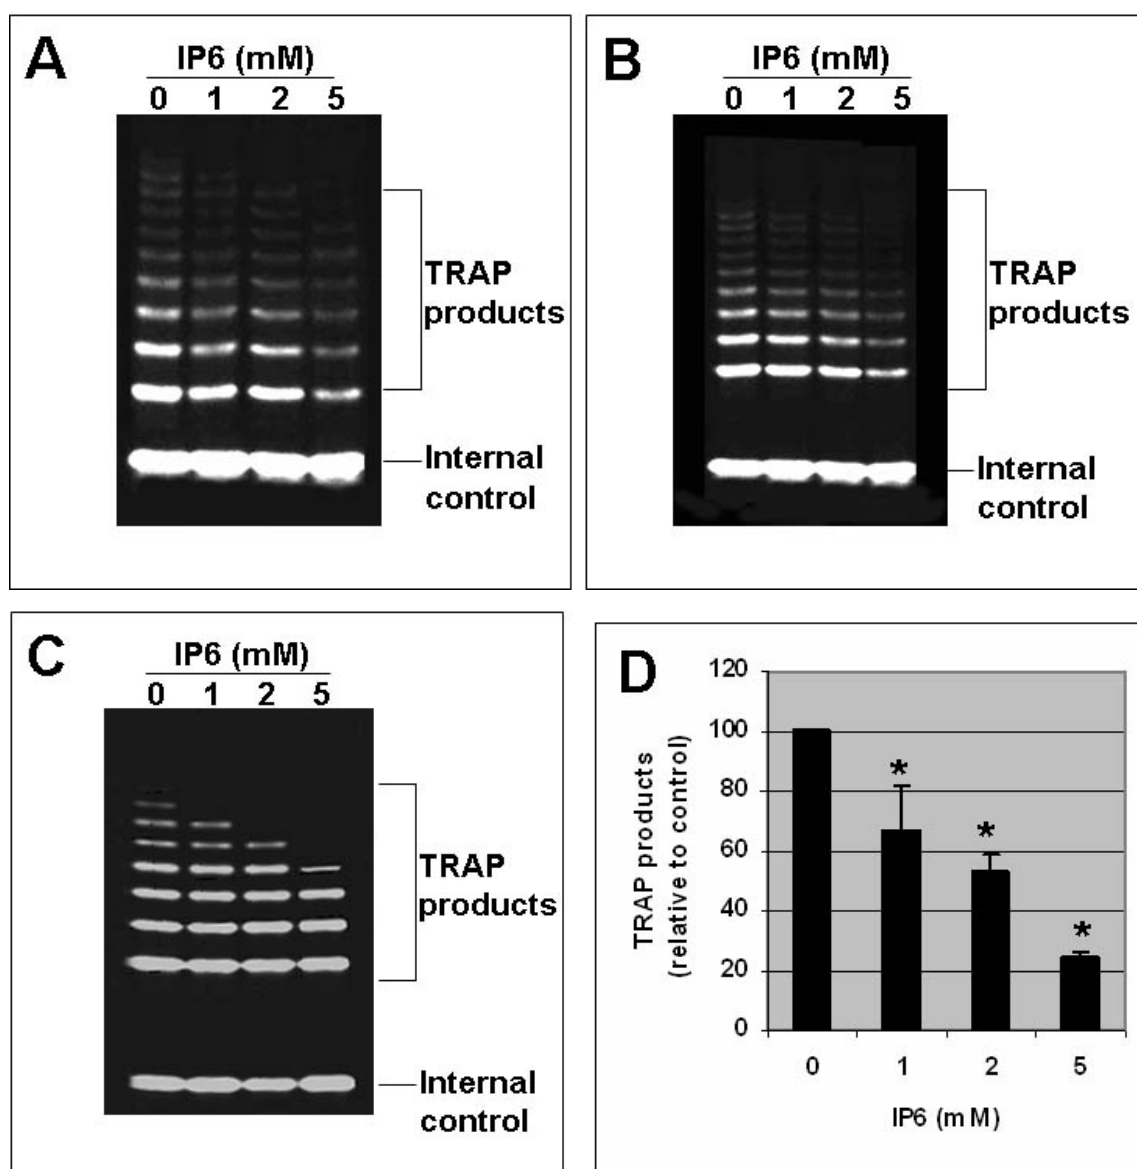 A
IP6 (mM)
0 1 2 5
TRAP
products
Internal
control
B
IP6 (mM)
0 1 2 5
TRAP
products
Internal
control
C
IP6 (mM)
0 1 2 5
TRAP
products
Internal
control
D
TRAP products
(relative to control)
120
100
80
60
40
20
0
*
*
*
0 1 2 5
IP6 (mM)